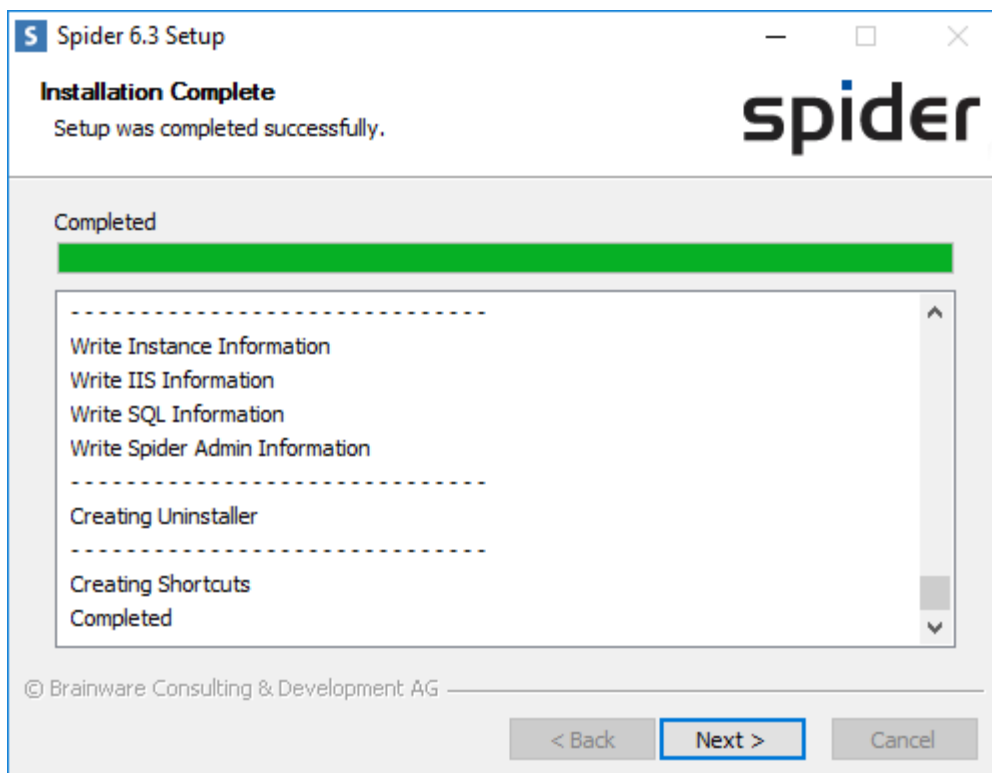 S Spider 6.3 Setup
Installation Complete
Setup was completed successfully.
spider
Completed
- - - - - - - - - - - - - - - - - - - - - - - - - - - - - - -
Write Instance Information
Write IIS Information
Write SQL Information
Write Spider Admin Information
- - - - - - - - - - - - - - - - - - - - - - - - - - - - - - -
Creating Uninstaller
- - - - - - - - - - - - - - - - - - - - - - - - - - - - - - -
Creating Shortcuts
Completed
© Brainware Consulting & Development AG
< Back Next > Cancel